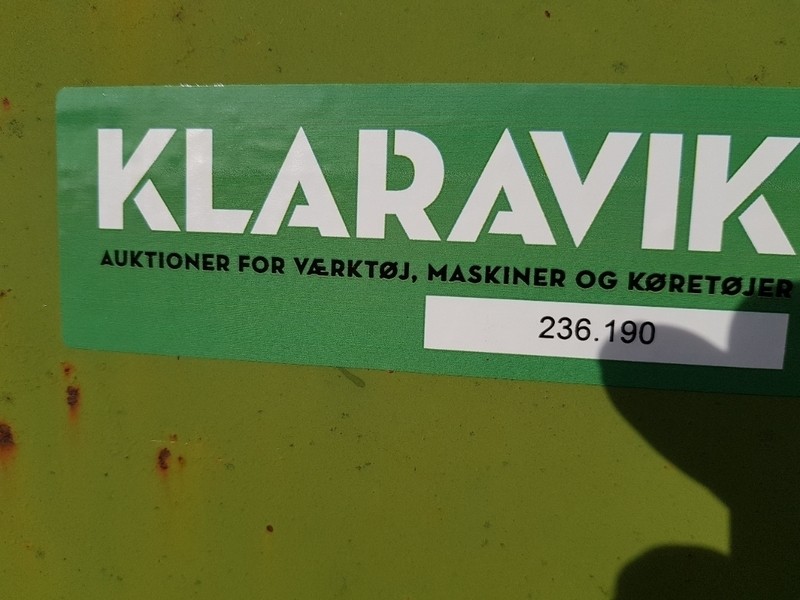 KLARAVIK
AUKTIONER FOR VÆRKTØJ, MASKINER OG KØRETØJER
236.190